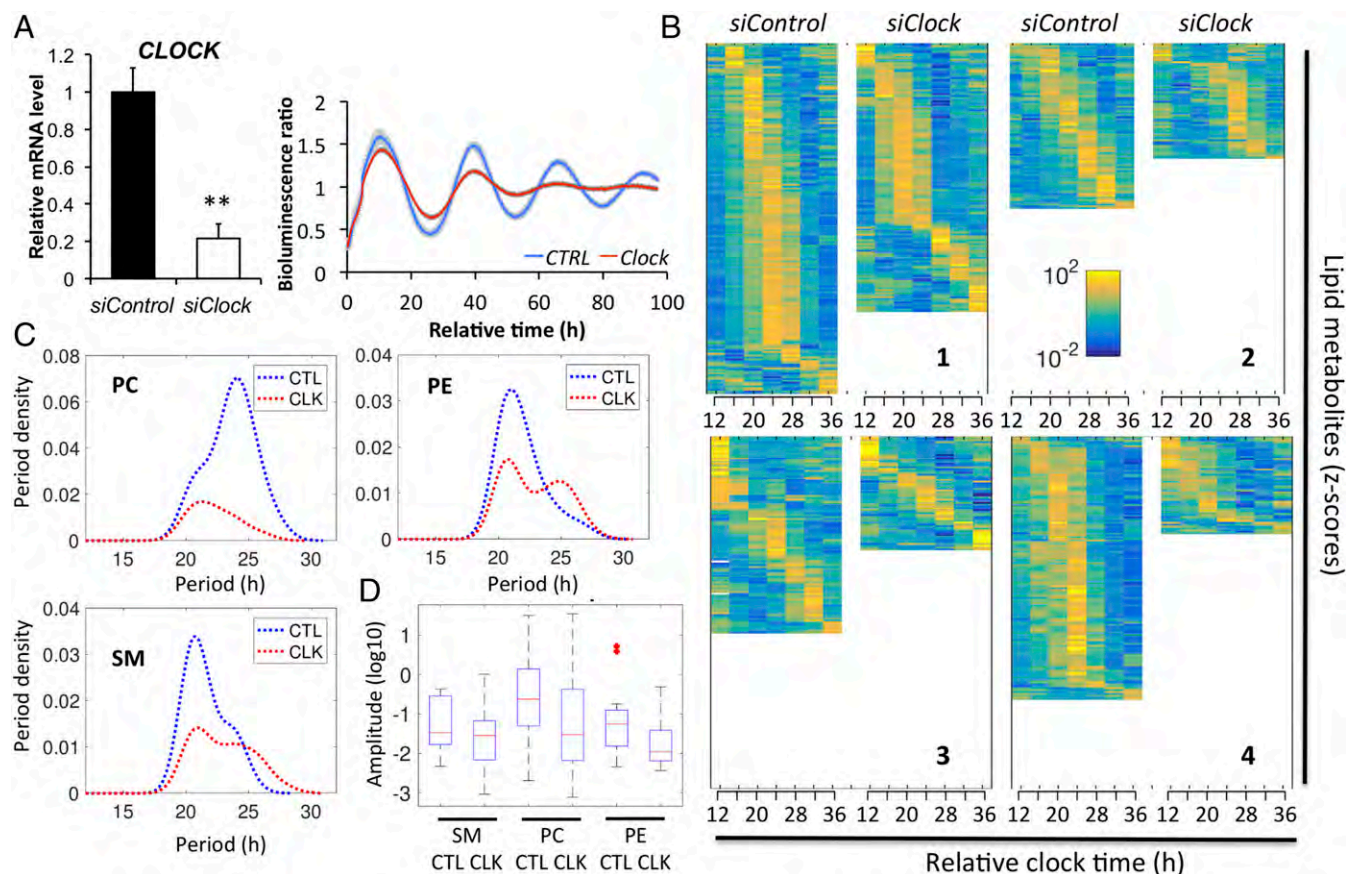 A
CLOCK
Relative mRNA level
1.2
1
0.8
0.6
0.4
0.2
0
**
siControl siClock
Bioluminescence ratio
2
1.5
1
0.5
0
CTRL Clock
0 20 40 60 80 100
Relative time (h)
B
siControl siClock siControl siClock
10^2
10^-2
1 2
12 20 28 36 12 20 28 36 12 20 28 36 12 20 28 36
3 4
12 20 28 36 12 20 28 36 12 20 28 36 12 20 28 36
Relative clock time (h)
Lipid metabolites (z-scores)
C
Period density
0.08
0.06
0.04
0.02
0
PC
CTL
CLK
15 20 25 30
Period (h)
0.04
0.03
0.02
0.01
0
PE
CTL
CLK
15 20 25 30
Period (h)
Period density
0.04
0.03
0.02
0.01
0
SM
CTL
CLK
15 20 25 30
Period (h)
D
Amplitude (log10)
1
-0
-1
-2
-3
SM PC PE
CTL CLK CTL CLK CTL CLK